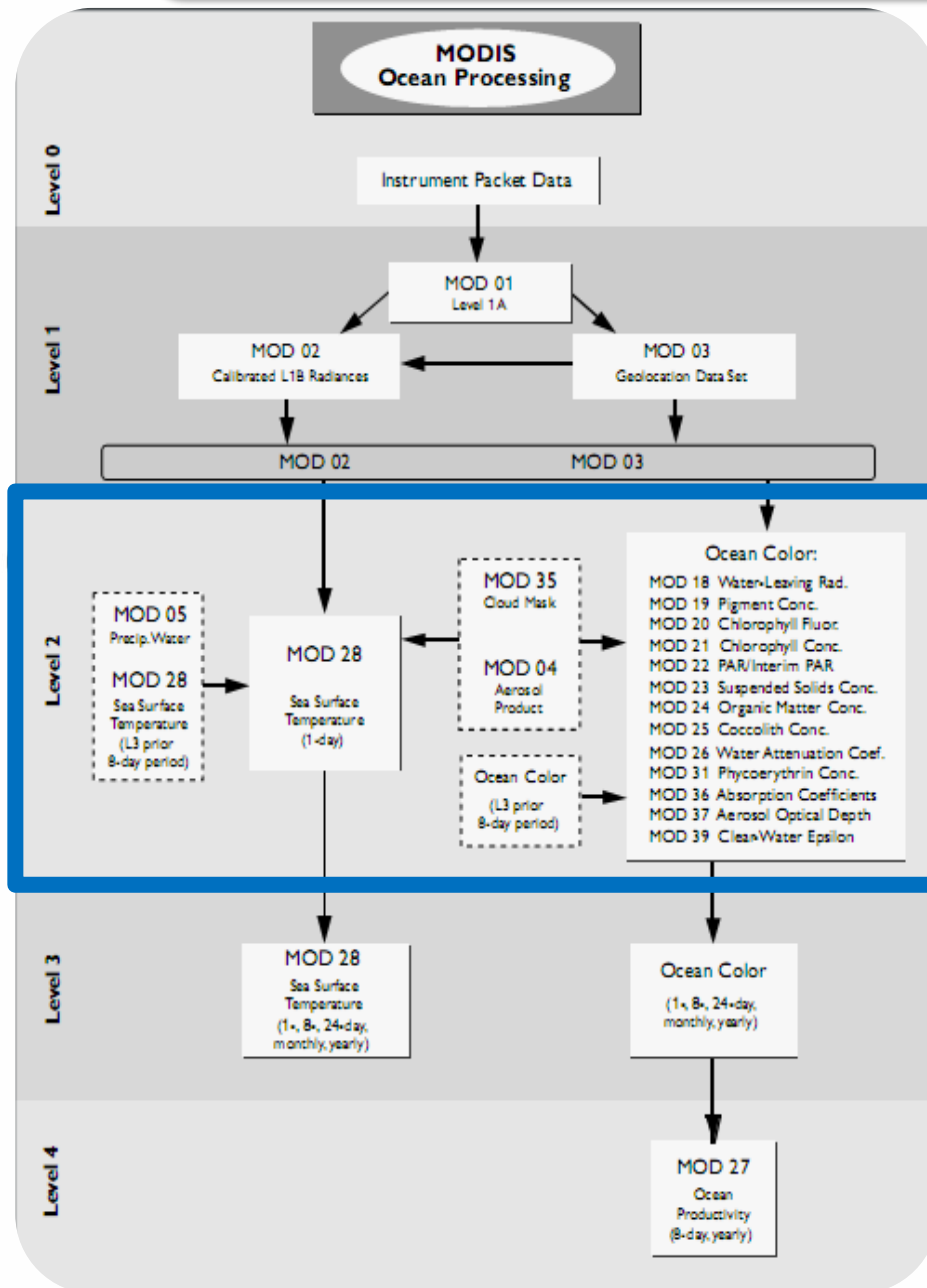 MODIS
Ocean Processing
Level 0
Instrument Packet Data
Level 1
MOD 01
Level 1A
MOD 02
Calibrated L1B Radiances
MOD 03
Geolocation Data Set
MOD 02
MOD 03
Level 2
MOD 05
Precip. Water
MOD 28
Sea Surface
Temperature
(L3 prior
8-day period)
MOD 28
Sea Surface
Temperature
(1-day)
MOD 35
Cloud Mask
MOD 04
Aerosol
Product
Ocean Color
(L3 prior
8-day period)
Ocean Color:
MOD 18 Water-Leaving Rad.
MOD 19 Pigment Conc.
MOD 20 Chlorophyll Fluor.
MOD 21 Chlorophyll Conc.
MOD 22 PAR/Interim PAR
MOD 23 Suspended Solids Conc.
MOD 24 Organic Matter Conc.
MOD 25 Coccolith Conc.
MOD 26 Water Attenuation Coef.
MOD 31 Phycoerythrin Conc.
MOD 36 Absorption Coefficients
MOD 37 Aerosol Optical Depth
MOD 39 Clear-Water Epsilon
Level 3
MOD 28
Sea Surface
Temperature
(1-, 8-, 24-day,
monthly, yearly)
Ocean Color
(1-, 8-, 24-day,
monthly, yearly)
Level 4
MOD 27
Ocean
Productivity
(8-day, yearly)